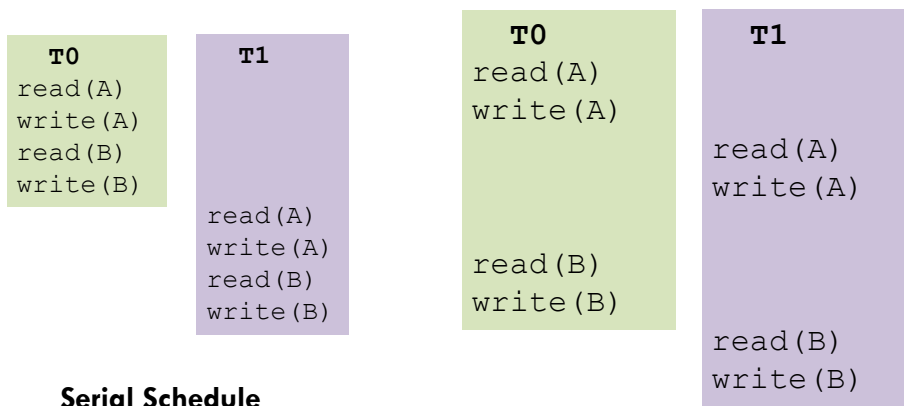 T0
read(A)
write(A)
read(B)
write(B)
T1
read(A)
write(A)
read(B)
write(B)
Serial Schedule
T0
read(A)
write(A)
read(B)
write(B)
T1
read(A)
write(A)
read(B)
write(B)